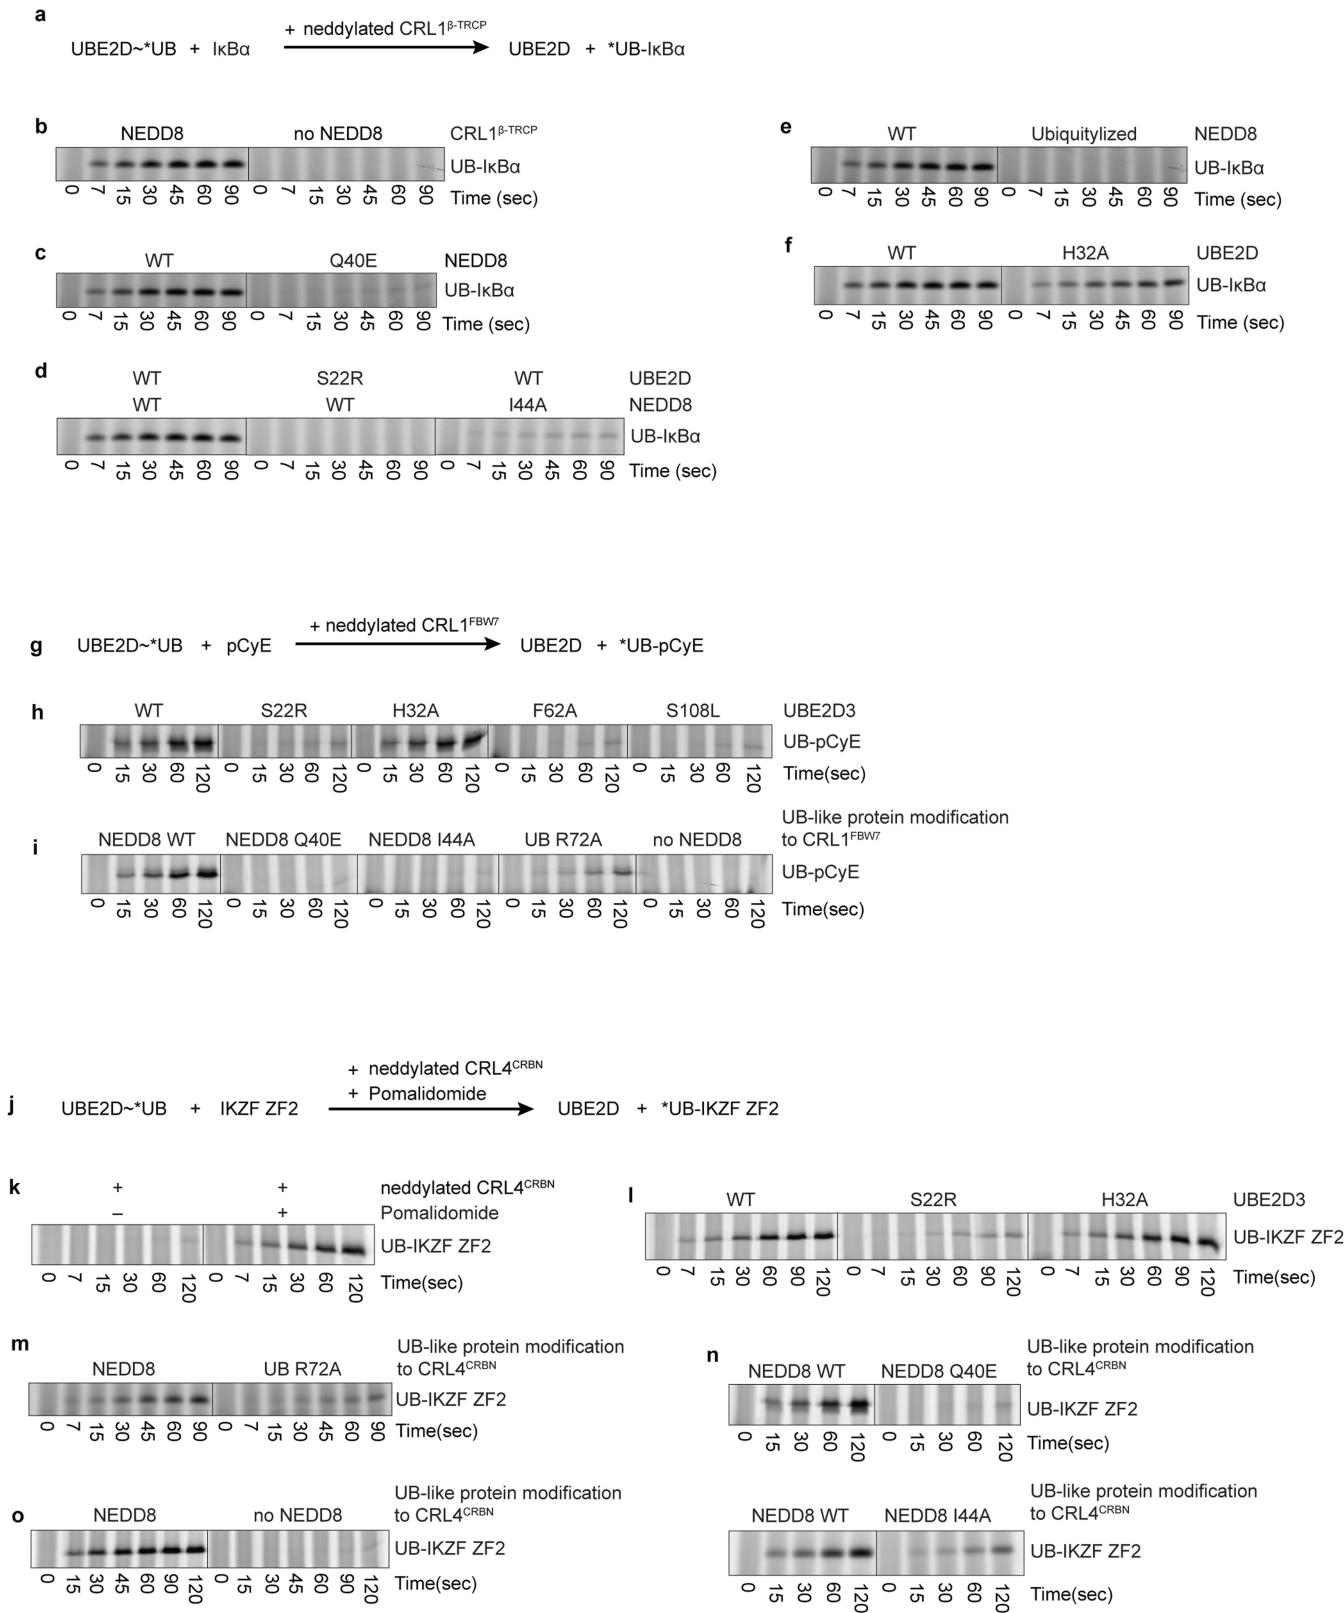 a
+ neddylated CRL1β-TRCP
UBE2D~*UB + IκBα UBE2D + *UB-IκBα
b
NEDD8 no NEDD8 CRL1β-TRCP
UB-IκBα
0 7 15 30 45 60 90 0 7 15 30 45 60 90 Time (sec)
e
WT Ubiquitylized NEDD8
UB-IκBα
0 7 15 30 45 60 90 0 7 15 30 45 60 90 Time (sec)
c
WT Q40E NEDD8
UB-IκBα
0 7 15 30 45 60 90 0 7 15 30 45 60 90 Time (sec)
f
WT H32A UBE2D
UB-IκBα
0 7 15 30 45 60 90 0 7 15 30 45 60 90 Time (sec)
d
WT S22R WT UBE2D
WT WT I44A NEDD8
UB-IκBα
0 7 15 30 45 60 90 0 7 15 30 45 60 90 0 7 15 30 45 60 90 Time (sec)
+ neddylated CRL1FBW7
g UBE2D~*UB + pCyE UBE2D + *UB-pCyE
h
WT S22R H32A F62A S108L UBE2D3
UB-pCyE
0 15 30 60 120 0 15 30 60 120 0 15 30 60 120 0 15 30 60 120 0 15 30 60 120 Time(sec)
i
UB-like protein modification
NEDD8 WT NEDD8 Q40E NEDD8 I44A UB R72A no NEDD8 to CRL1FBW7
UB-pCyE
0 15 30 60 120 0 15 30 60 120 0 15 30 60 120 0 15 30 60 120 0 15 30 60 120 Time(sec)
+ neddylated CRL4CRBN
+ Pomalidomide
j UBE2D~*UB + IKZF ZF2 UBE2D + *UB-IKZF ZF2
k
+ + neddylated CRL4CRBN
– + Pomalidomide
UB-IKZF ZF2
0 7 15 30 60 120 0 7 15 30 60 120 Time(sec)
l
WT S22R H32A UBE2D3
UB-IKZF ZF2
0 7 15 30 60 90 120 0 7 15 30 60 90 120 0 7 15 30 60 90 120 Time(sec)
m
UB-like protein modification
NEDD8 UB R72A to CRL4CRBN
UB-IKZF ZF2
0 7 15 30 45 60 90 0 7 15 30 45 60 90 Time(sec)
n
UB-like protein modification
NEDD8 WT NEDD8 Q40E to CRL4CRBN
UB-IKZF ZF2
0 15 30 60 120 0 15 30 60 120 Time(sec)
o
UB-like protein modification
NEDD8 no NEDD8 to CRL4CRBN
UB-IKZF ZF2
0 15 30 45 60 90 120 0 15 30 45 60 90 120 Time(sec)
UB-like protein modification
NEDD8 WT NEDD8 I44A to CRL4CRBN
UB-IKZF ZF2
0 15 30 60 120 0 15 30 60 120 Time(sec)